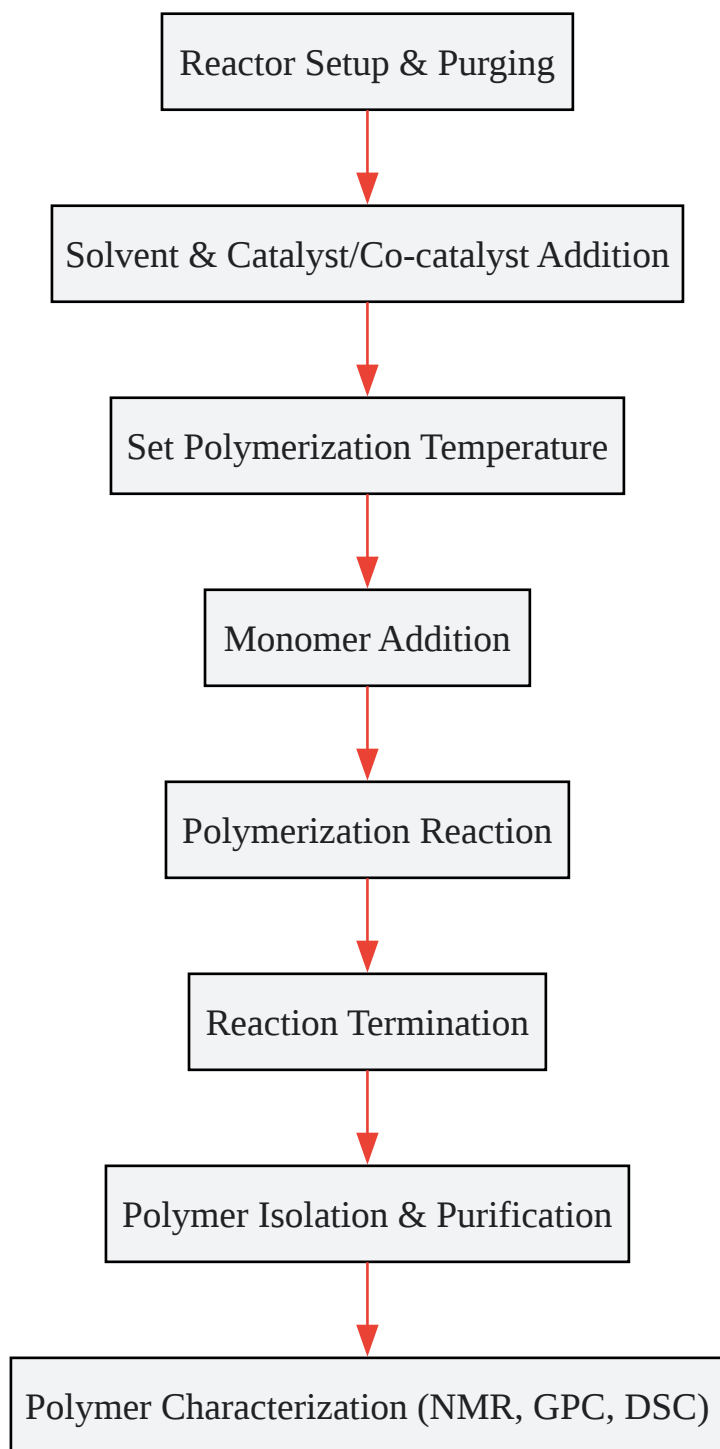 Reactor Setup & Purging
Solvent & Catalyst/Co-catalyst Addition
Set Polymerization Temperature
Monomer Addition
Polymerization Reaction
Reaction Termination
Polymer Isolation & Purification
Polymer Characterization (NMR, GPC, DSC)